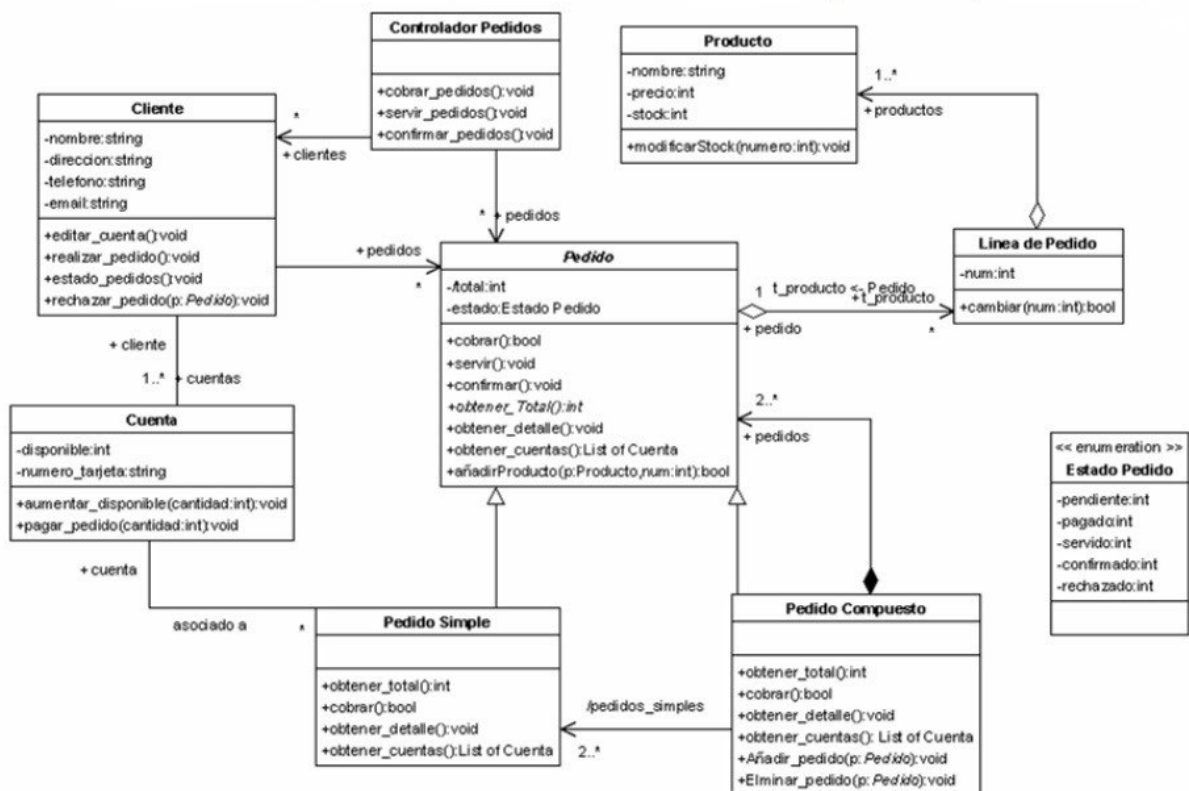 Controlador Pedidos
+cobrar_pedidos():void
+servir_pedidos():void
+confirmar_pedidos():void
Producto
-nombre:string
-precio:int
-stock:int
+modificarStock(numero:int):void
1..*
+ productos
Cliente
-nombre:string
-direccion:string
-telefono:string
-email:string
+editar_cuenta():void
+realizar_pedido():void
+estado_pedidos():void
+rechazar_pedido(p:Pedido):void
*
+ clientes
* + pedidos
+ pedidos
*
Pedido
-/total:int
-estado:Estado Pedido
+cobrar():bool
+servir():void
+confirmar():void
+obtener_Total():int
+obtener_detalle():void
+obtener_cuentas():List of Cuenta
+añadirProducto(p:Producto,num:int):bool
Linea de Pedido
-num:int
+cambiar(num:int):bool
1 t_producto <- Pedido
+ t_producto
+ pedido
*
+ cliente
1..* + cuentas
Cuenta
-disponible:int
-numero_tarjeta:string
+aumentar_disponible(cantidad:int):void
+pagar_pedido(cantidad:int):void
+ cuenta
asociado a
*
2..*
+ pedidos
<< enumeration >>
Estado Pedido
-pendiente:int
-pagado:int
-servido:int
-confirmado:int
-rechazado:int
Pedido Simple
+obtener_total():int
+cobrar():bool
+obtener_detalle():void
+obtener_cuentas():List of Cuenta
/pedidos_simples
2..*
Pedido Compuesto
+obtener_total():int
+cobrar():bool
+obtener_detalle():void
+obtener_cuentas(): List of Cuenta
+Añadir_pedido(p:Pedido):void
+Elminar_pedido(p:Pedido):void